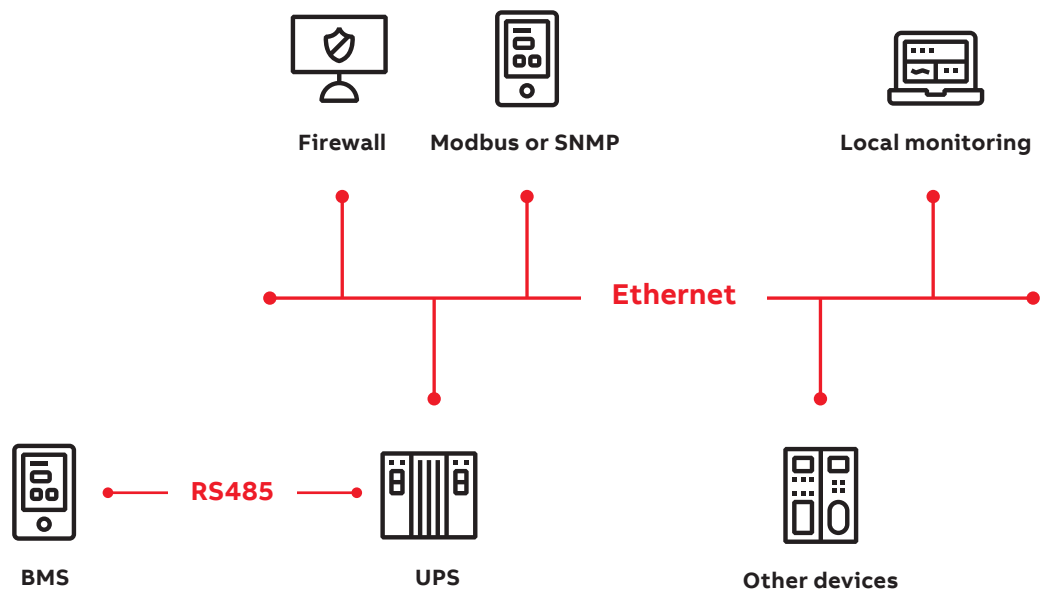 Firewall
Modbus or SNMP
Local monitoring
Ethernet
RS485
BMS
UPS
Other devices